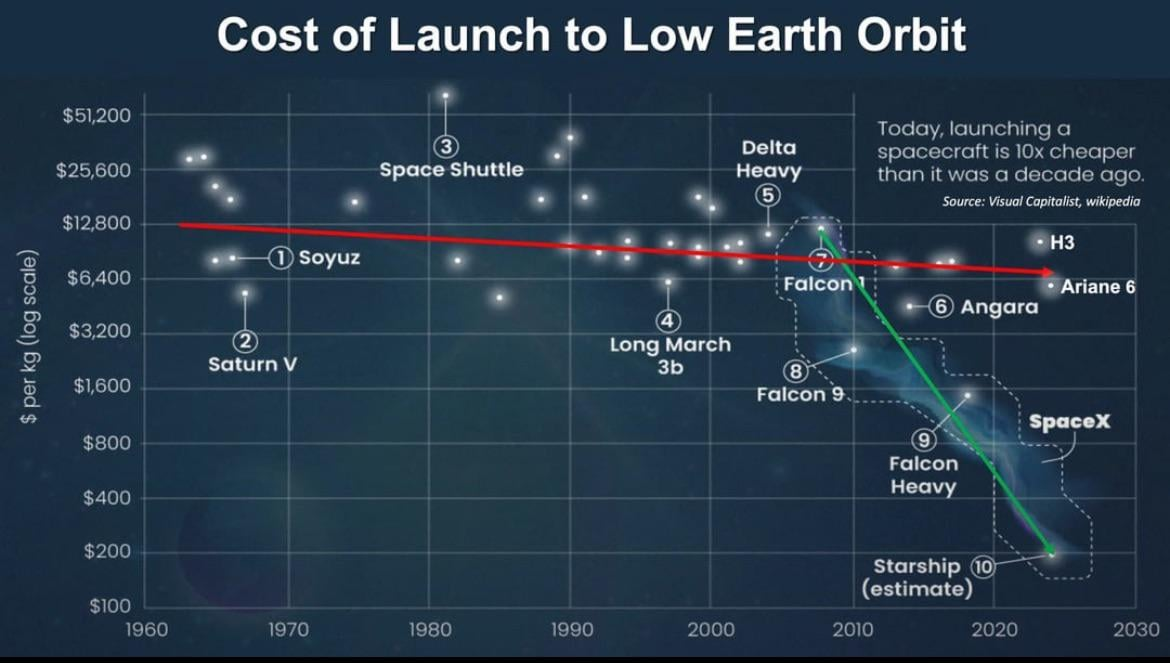 Cost of Launch to Low Earth Orbit
$ per kg (log scale)
$51,200
$25,600
$12,800
$6,400
$3,200
$1,600
$800
$400
$200
$100
1960
1970
1980
1990
2000
2010
2020
2030
Today, launching a
spacecraft is 10x cheaper
than it was a decade ago.
Source: Visual Capitalist, wikipedia
1 Soyuz
2
Saturn V
3
Space Shuttle
4
Long March
3b
Delta
Heavy
5
6 Angara
7
Falcon 1
8
Falcon 9
9
Falcon
Heavy
Starship 10
(estimate)
SpaceX
H3
Ariane 6